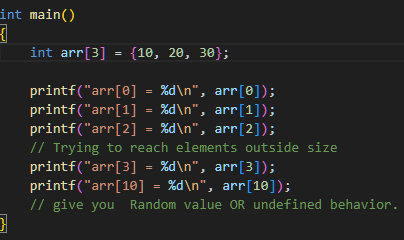 int main()
{
int arr[3] = {10, 20, 30};
printf("arr[0] = %d\n", arr[0]);
printf("arr[1] = %d\n", arr[1]);
printf("arr[2] = %d\n", arr[2]);
// Trying to reach elements outside size
printf("arr[3] = %d\n", arr[3]);
printf("arr[10] = %d\n", arr[10]);
// give you  Random value OR undefined behavior.
}